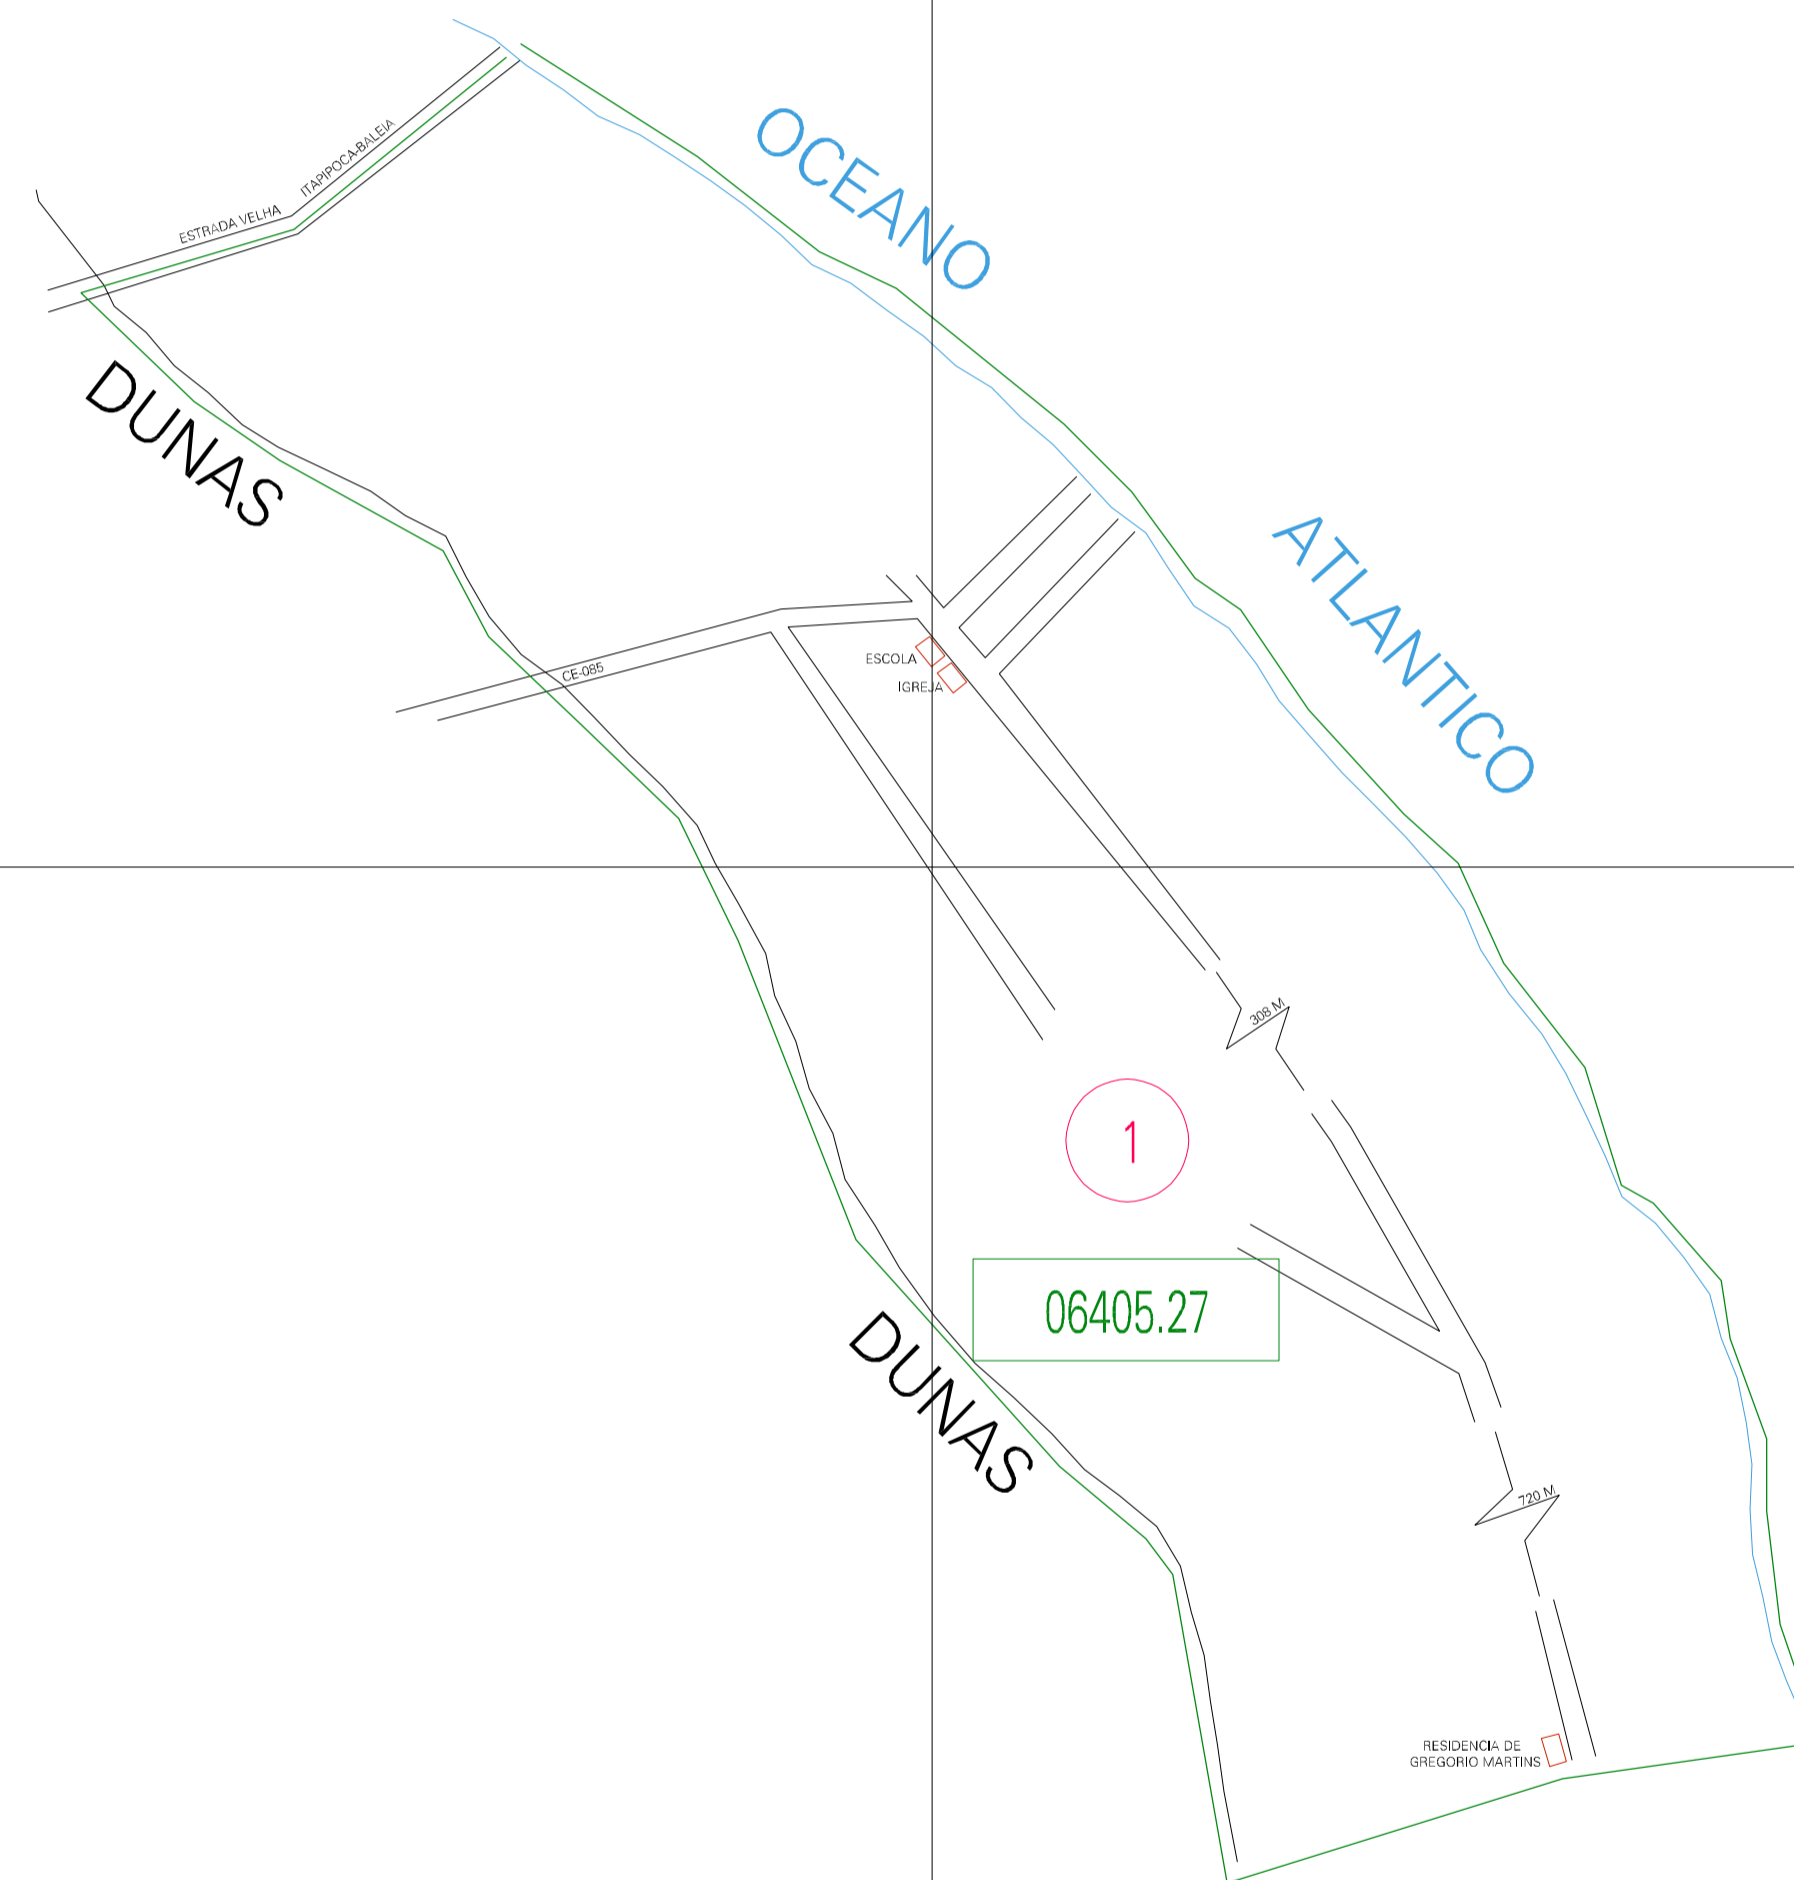 OCEANO
ITAPIPOCA-BALEIA
ESTRADA VELHA
DUNAS
ATLANTICO
ESCOLA
CE-085
IGREJA
308 M
1
06405.27
DUNAS
720 M
RESIDENCIA DE
GREGORIO MARTINS